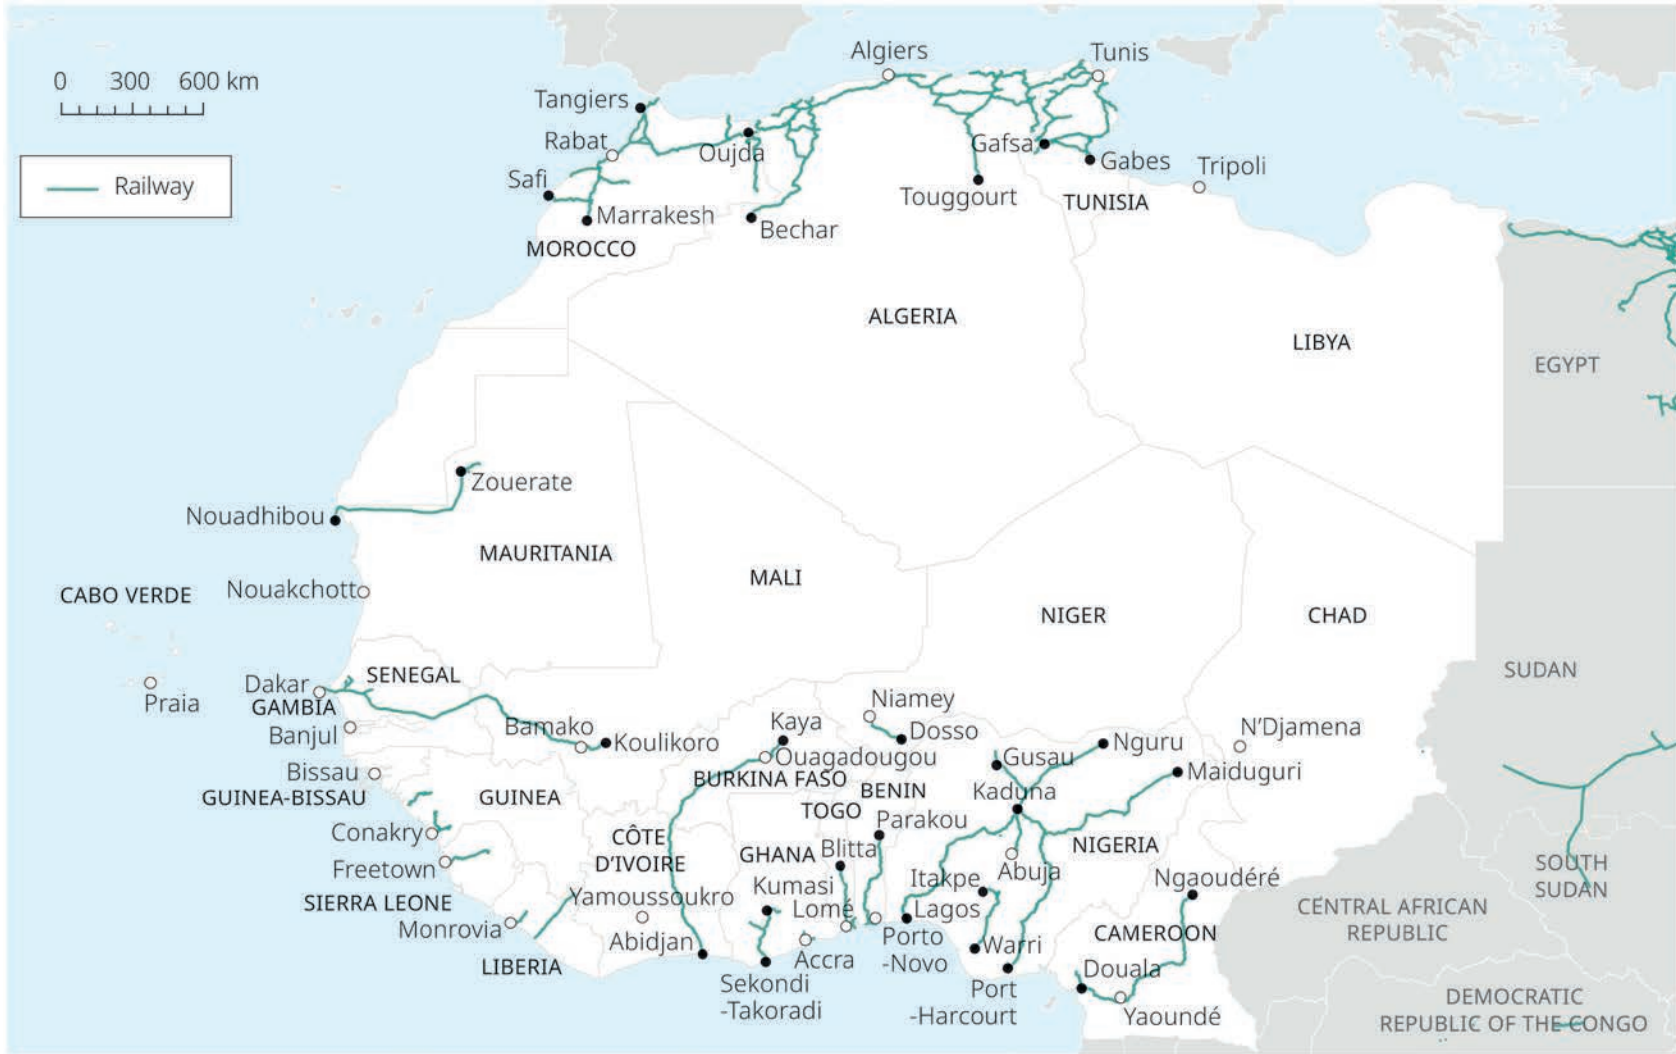 0 300 600 km
Railway
Algiers
Tunis
Tangiers
Rabat
Oujda
Gafsa
Gabes
Tripoli
Safi
Marrakesh
Touggourt
TUNISIA
Bechar
MOROCCO
ALGERIA
LIBYA
EGYPT
Zouerate
Nouadhibou
MAURITANIA
MALI
CABO VERDE
Nouakchott
NIGER
CHAD
SENEGAL
SUDAN
Dakar
GAMBIA
Praia
Banjul
Bamako
Koulikoro
Kaya
Ouagadougou
Niamey
Dosso
Gusau
Nguru
N'Djamena
Maiduguri
Bissau
GUINEA-BISSAU
GUINEA
BURKINA FASO
BENIN
Kaduna
TOGO
Parakou
Conakry
CÔTE
D'IVOIRE
GHANA
Blitta
NIGERIA
Freetown
Abuja
Itakpe
Ngaoudéré
SOUTH
SUDAN
SIERRA LEONE
Yamoussoukro
Kumasi
Lomé
Lagos
CENTRAL AFRICAN
REPUBLIC
Monrovia
Abidjan
Accra
Porto
-Novo
Warri
CAMEROON
LIBERIA
Sekondi
-Takoradi
Port
-Harcourt
Douala
Yaoundé
DEMOCRATIC
REPUBLIC OF THE CONGO